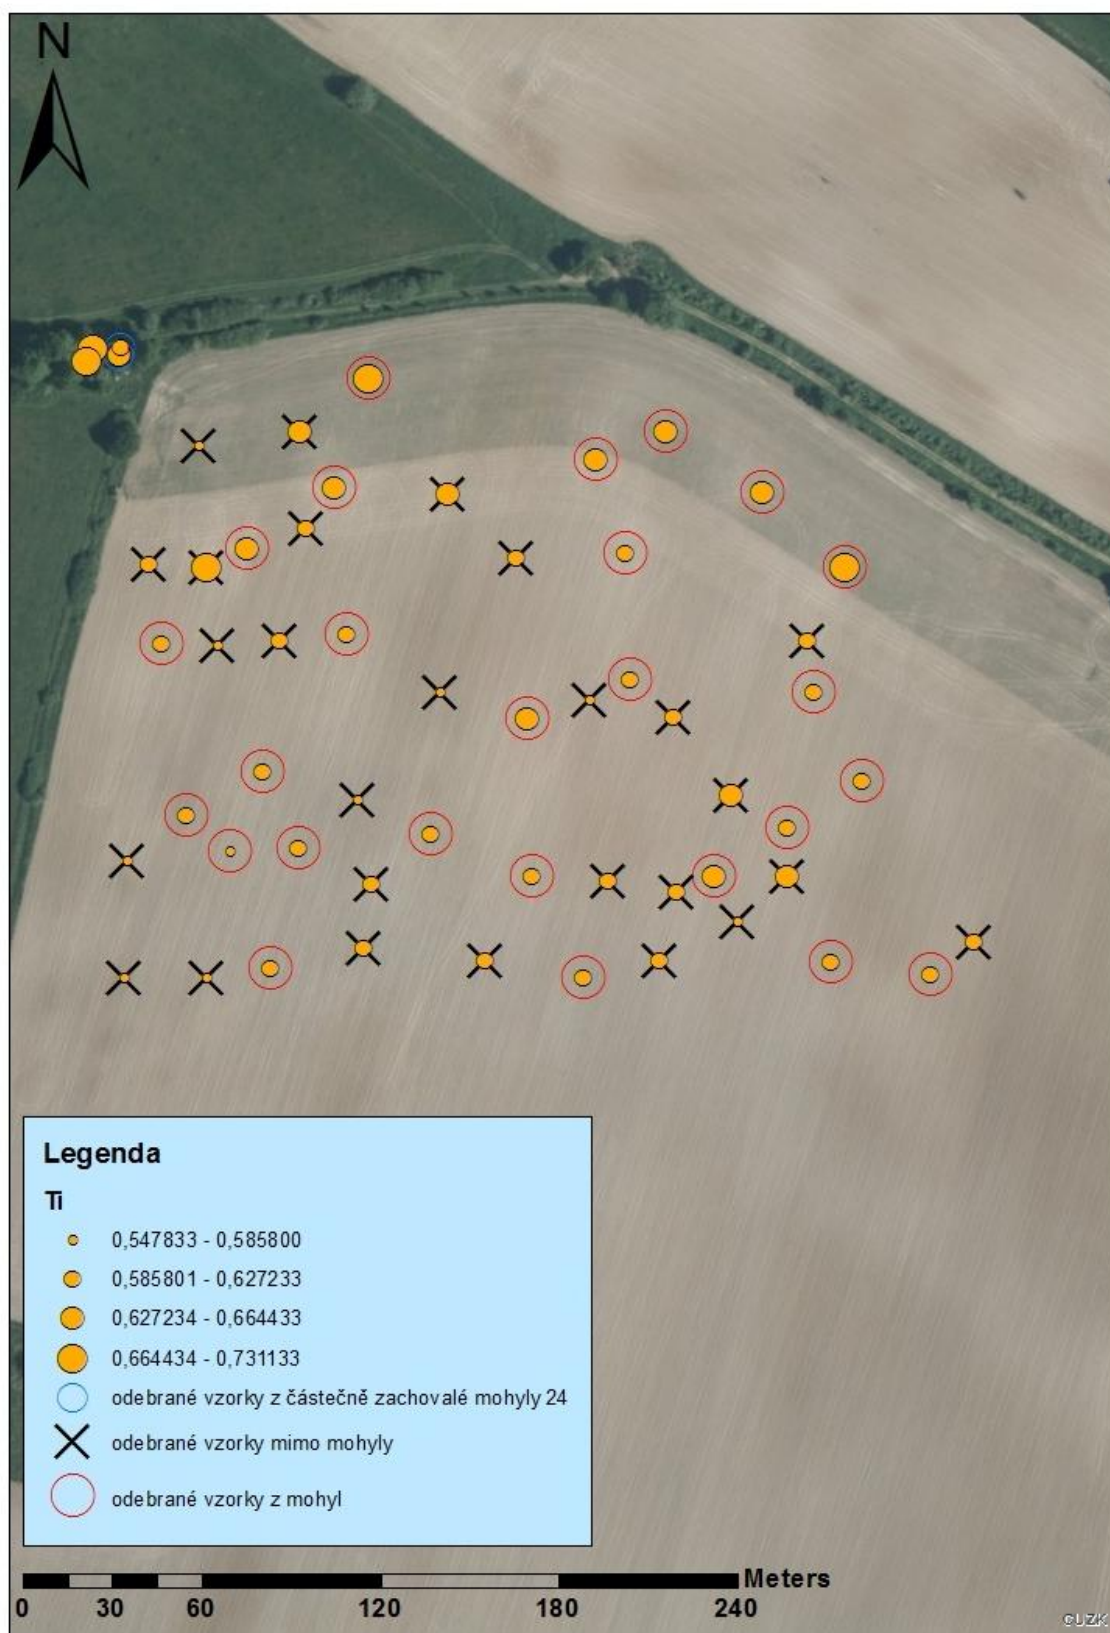 N
Legenda
Ti
0,547833 - 0,585800
0,585801 - 0,627233
0,627234 - 0,664433
0,664434 - 0,731133
odebrané vzorky z částečně zachovalé mohyly 24
odebrané vzorky mimo mohyly
odebrané vzorky z mohyl
Meters
0 30 60 120 180 240
©UZK